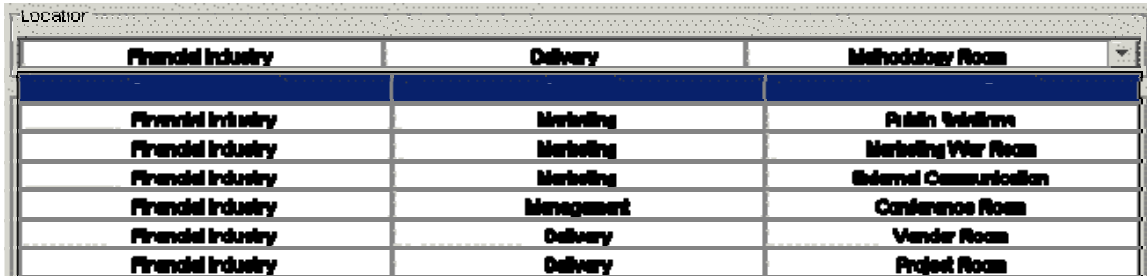 Location
Financial Industry Delivery Methodology Room
Financial Industry Marketing Public Relations
Financial Industry Marketing Marketing War Room
Financial Industry Marketing External Communication
Financial Industry Management Conference Room
Financial Industry Delivery Vendor Room
Financial Industry Delivery Project Room